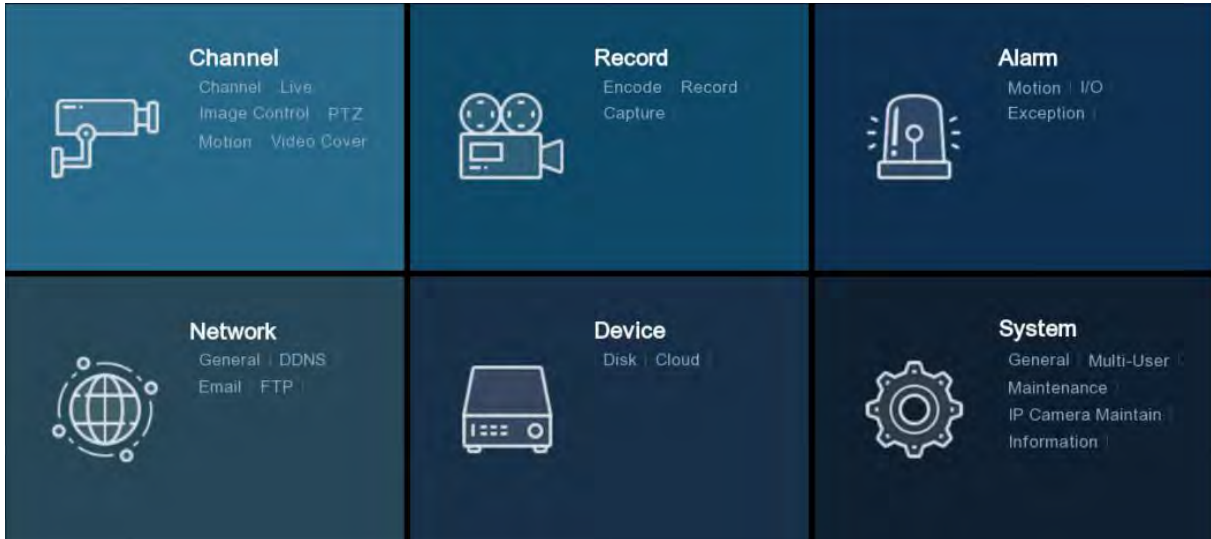 Channel
Channel Live
Image Control PTZ
Motion Video Cover
Record
Encode Record
Capture
Alarm
Motion | I/O
Exception |
Network
General | DDNS
Email FTP |
Device
Disk | Cloud
System
General | Multi-User |
Maintenance |
IP Camera Maintain |
Information |